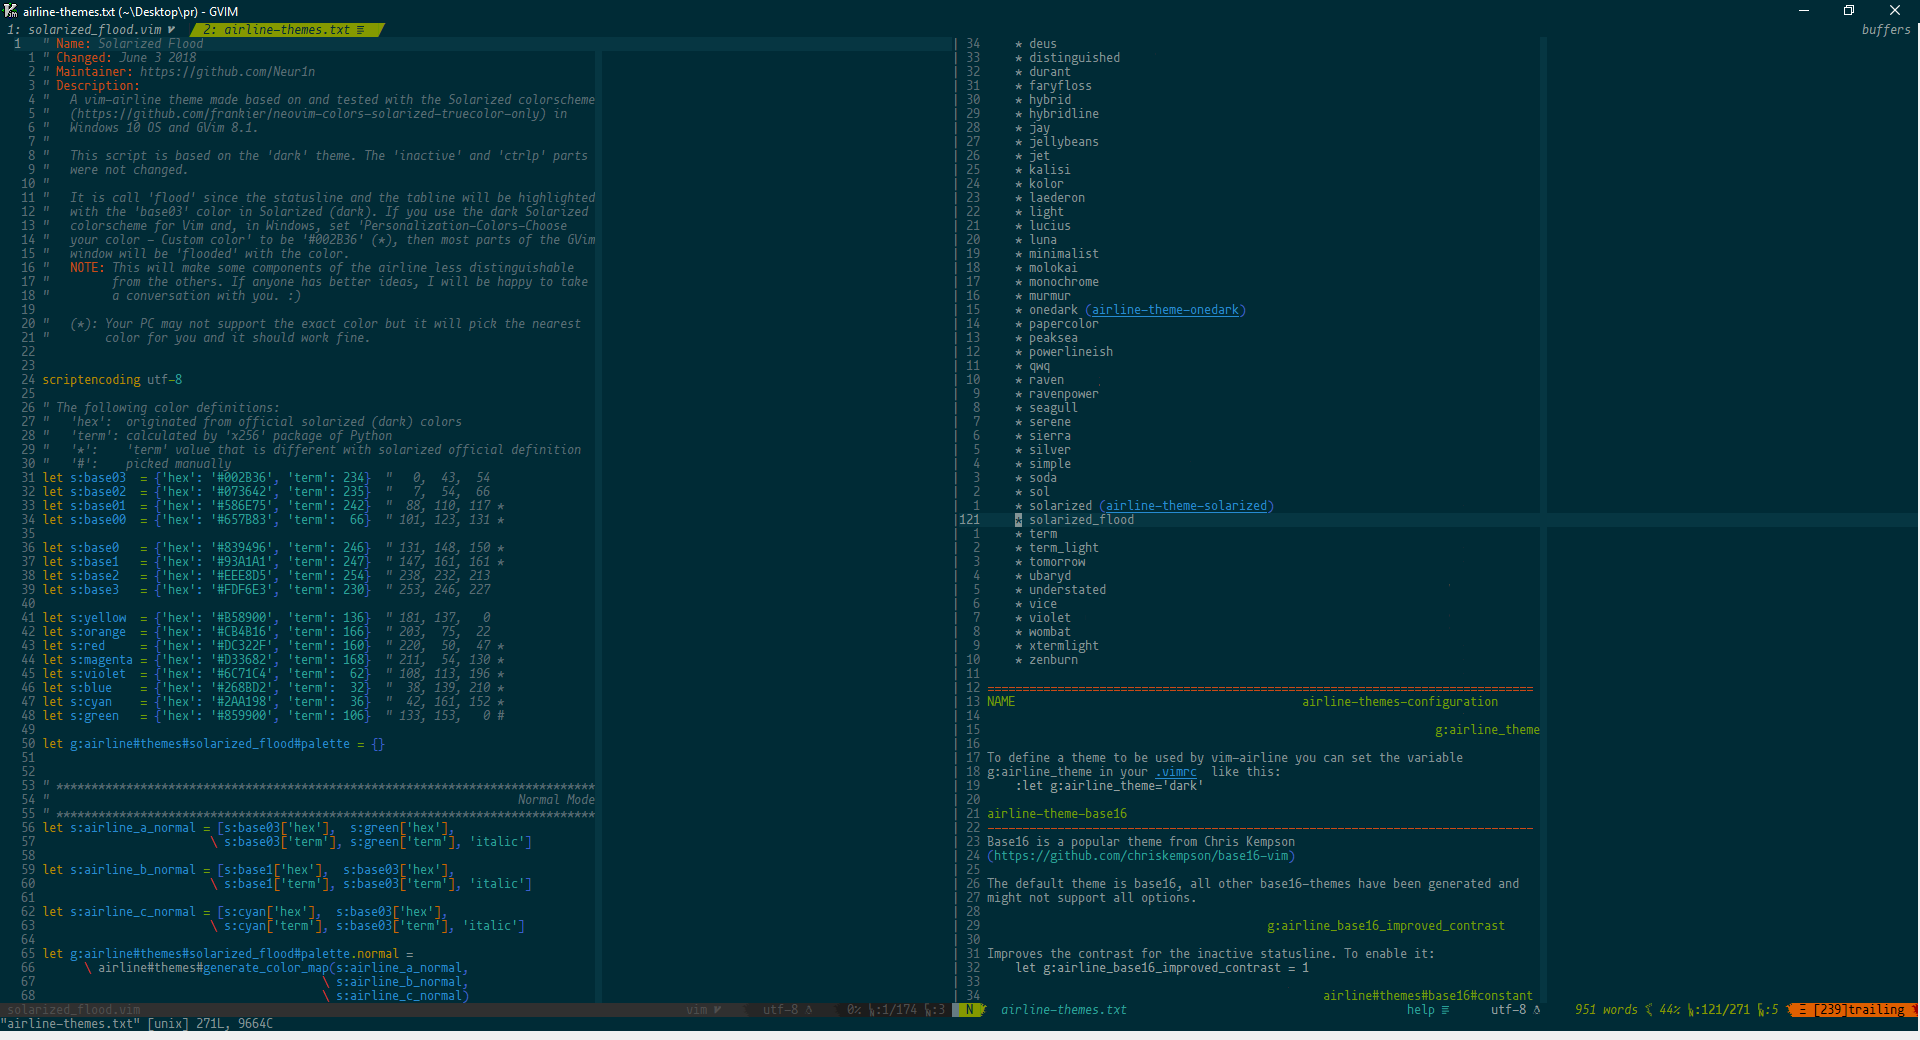 airline-themes.txt (~\Desktop\pr) - GVIM
1: solarized_flood.vim  2: airline-themes.txt  buffers
1 " Name: Solarized Flood
1 " Changed: June 3 2018
2 " Maintainer: https://github.com/Neur1n
3 " Description:
4 "   A vim-airline theme made based on and tested with the Solarized colorscheme
5 "   (https://github.com/frankier/neovim-colors-solarized-truecolor-only) in
6 "   Windows 10 OS and GVim 8.1.
7 "
8 "   This script is based on the 'dark' theme. The 'inactive' and 'ctrlp' parts
9 "   were not changed.
10 "
11 "   It is call 'flood' since the statusline and the tabline will be highlighted
12 "   with the 'base03' color in Solarized (dark). If you use the dark Solarized
13 "   colorscheme for Vim and, in Windows, set 'Personalization-Colors-Choose
14 "   your color - Custom color' to be '#002B36' (*), then most parts of the GVim
15 "   window will be 'flooded' with the color.
16 "   NOTE: This will make some components of the airline less distinguishable
17 "         from the others. If anyone has better ideas, I will be happy to take
18 "         a conversation with you. :)
19
20 "   (*): Your PC may not support the exact color but it will pick the nearest
21 "        color for you and it should work fine.
22
23
24 scriptencoding utf-8
25
26 " The following color definitions:
27 "   'hex':  originated from official solarized (dark) colors
28 "   'term': calculated by 'x256' package of Python
29 "   '*':    'term' value that is different with solarized official definition
30 "   '#':    picked manually
31 let s:base03  = {'hex': '#002B36', 'term': 234}  "   0,  43,  54
32 let s:base02  = {'hex': '#073642', 'term': 235}  "   7,  54,  66
33 let s:base01  = {'hex': '#586E75', 'term': 242}  "  88, 110, 117 *
34 let s:base00  = {'hex': '#657B83', 'term':  66}  " 101, 123, 131 *
35
36 let s:base0   = {'hex': '#839496', 'term': 246}  " 131, 148, 150 *
37 let s:base1   = {'hex': '#93A1A1', 'term': 247}  " 147, 161, 161 *
38 let s:base2   = {'hex': '#EEE8D5', 'term': 254}  " 238, 232, 213
39 let s:base3   = {'hex': '#FDF6E3', 'term': 230}  " 253, 246, 227
40
41 let s:yellow  = {'hex': '#B58900', 'term': 136}  " 181, 137,   0
42 let s:orange  = {'hex': '#CB4B16', 'term': 166}  " 203,  75,  22
43 let s:red     = {'hex': '#DC322F', 'term': 160}  " 220,  50,  47 *
44 let s:magenta = {'hex': '#D33682', 'term': 168}  " 211,  54, 130 *
45 let s:violet  = {'hex': '#6C71C4', 'term':  62}  " 108, 113, 196 *
46 let s:blue    = {'hex': '#268BD2', 'term':  32}  "  38, 139, 210 *
47 let s:cyan    = {'hex': '#2AA198', 'term':  36}  "  42, 161, 152 *
48 let s:green   = {'hex': '#859900', 'term': 106}  " 133, 153,   0 #
49
50 let g:airline#themes#solarized_flood#palette = {}
51
52
53 " *****************************************************************************
54 "                                                                   Normal Mode
55 " *****************************************************************************
56 let s:airline_a_normal = [s:base03['hex'],  s:green['hex'],
57                         \ s:base03['term'], s:green['term'], 'italic']
58
59 let s:airline_b_normal = [s:base1['hex'],  s:base03['hex'],
60                         \ s:base1['term'], s:base03['term'], 'italic']
61
62 let s:airline_c_normal = [s:cyan['hex'],  s:base03['hex'],
63                         \ s:cyan['term'], s:base03['term'], 'italic']
64
65 let g:airline#themes#solarized_flood#palette.normal =
66       \ airline#themes#generate_color_map(s:airline_a_normal,
67                                         \ s:airline_b_normal,
68                                         \ s:airline_c_normal)
solarized_flood.vim  vim  utf-8  0% :1/174 :3
34     * deus
33     * distinguished
32     * durant
31     * faryfloss
30     * hybrid
29     * hybridline
28     * jay
27     * jellybeans
26     * jet
25     * kalisi
24     * kolor
23     * laederon
22     * light
21     * lucius
20     * luna
19     * minimalist
18     * molokai
17     * monochrome
16     * murmur
15     * onedark (airline-theme-onedark)
14     * papercolor
13     * peaksea
12     * powerlineish
11     * qwq
10     * raven
9     * ravenpower
8     * seagull
7     * serene
6     * sierra
5     * silver
4     * simple
3     * soda
2     * sol
1     * solarized (airline-theme-solarized)
121     * solarized_flood
1     * term
2     * term_light
3     * tomorrow
4     * ubaryd
5     * understated
6     * vice
7     * violet
8     * wombat
9     * xtermlight
10     * zenburn
11
12 ==============================================================================
13 NAME                                         airline-themes-configuration
14
15                                                                 g:airline_theme
16
17 To define a theme to be used by vim-airline you can set the variable
18 g:airline_theme in your .vimrc  like this:
19     :let g:airline_theme='dark'
20
21 airline-theme-base16
22 ------------------------------------------------------------------------------
23 Base16 is a popular theme from Chris Kempson
24 (https://github.com/chriskempson/base16-vim)
25
26 The default theme is base16, all other base16-themes have been generated and
27 might not support all options.
28
29                                         g:airline_base16_improved_contrast
30
31 Improves the contrast for the inactive statusline. To enable it:
32     let g:airline_base16_improved_contrast = 1
33
34                                                 airline#themes#base16#constant
N  airline-themes.txt  help  utf-8  951 words  44% :121/271 :5  Ξ [239]trailing
"airline-themes.txt" [unix] 271L, 9664C